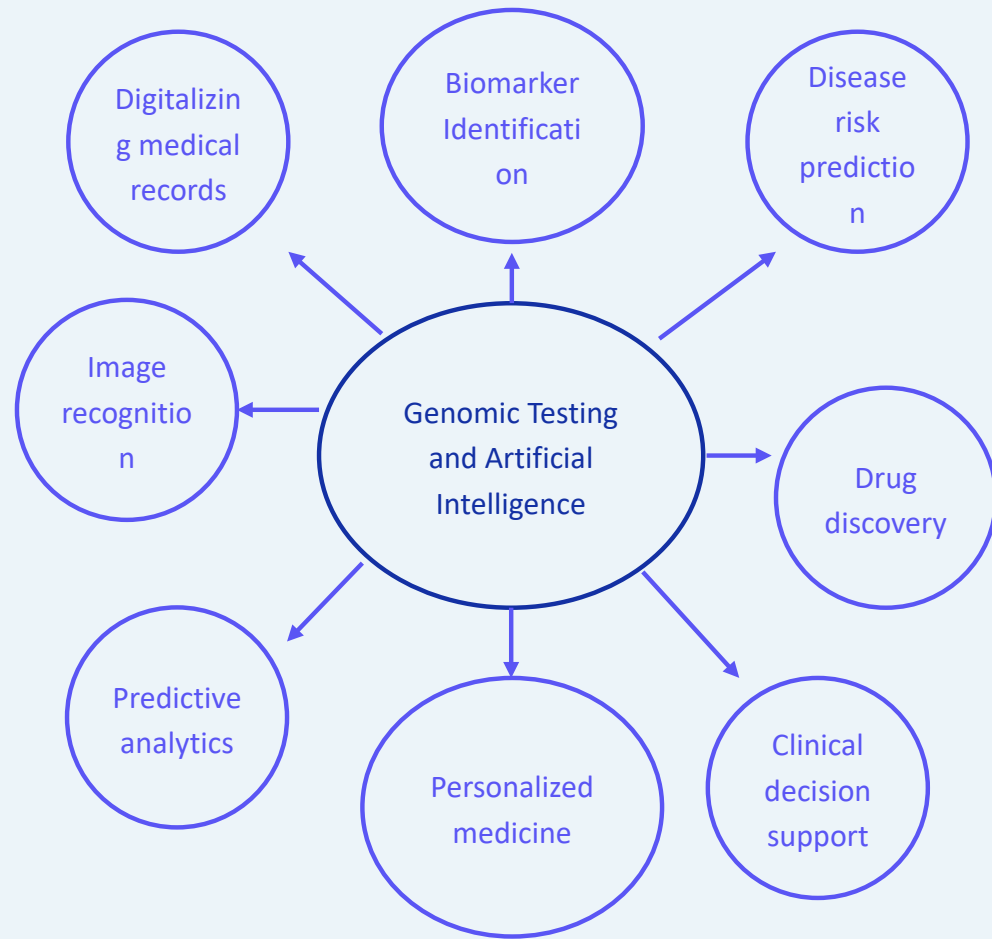 Digitalizin
g medical
records
Biomarker
Identificati
on
Disease
risk
predictio
n
Image
recognitio
n
Genomic Testing
and Artificial
Intelligence
Drug
discovery
Predictive
analytics
Personalized
medicine
Clinical
decision
support